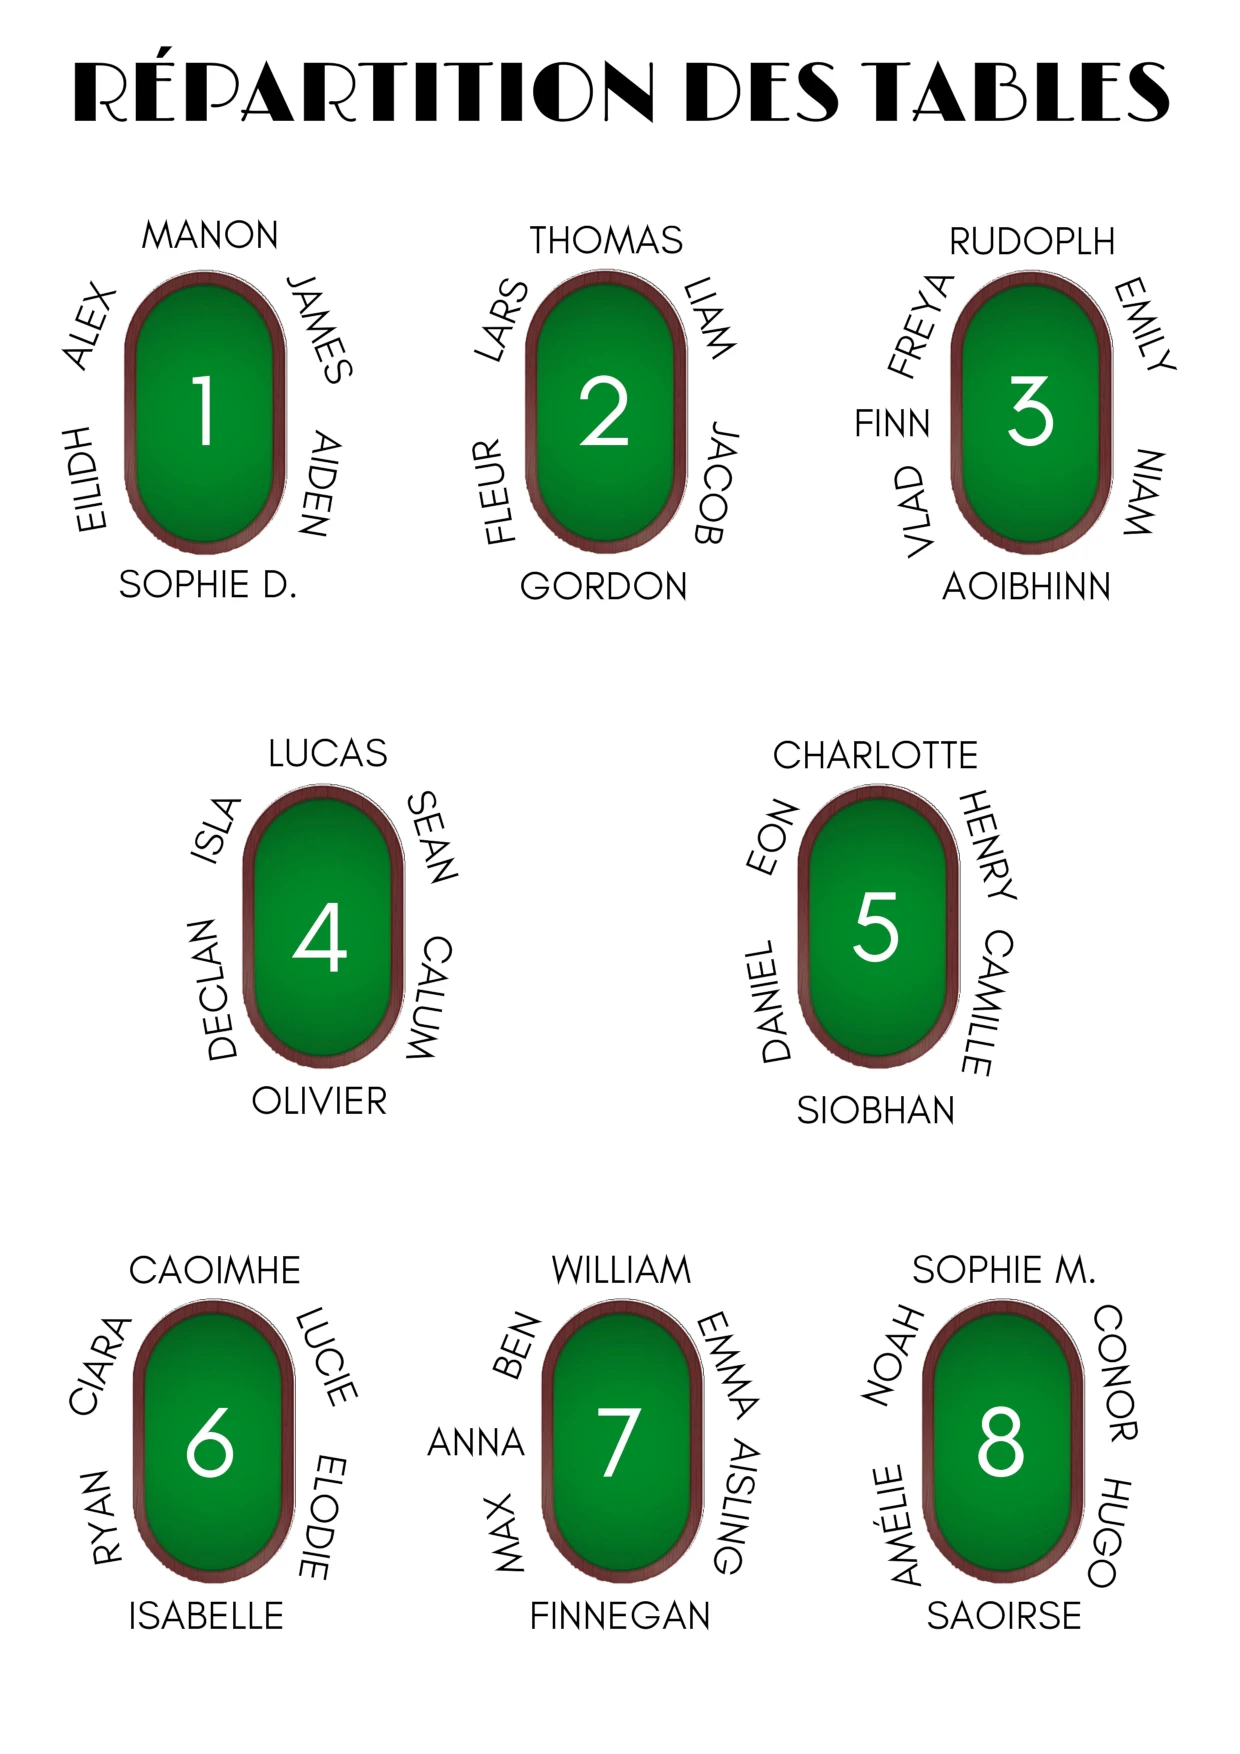 RÉPARTITION DES TABLES
MANON
ALEX
JAMES
1
EILIDH
AIDEN
SOPHIE D.
THOMAS
LARS
LIAM
2
FLEUR
JACOB
GORDON
RUDOPLH
FREYA
EMILY
FINN
3
VLAD
NIAM
AOIBHINN
LUCAS
ISLA
SEAN
4
DECLAN
CALUM
OLIVIER
CHARLOTTE
EON
HENRY
5
DANIEL
CAMILLE
SIOBHAN
CAOIMHE
CIARA
LUCIE
6
RYAN
ELODIE
ISABELLE
WILLIAM
BEN
EMMA
ANNA
7
MAX
AISLING
FINNEGAN
SOPHIE M.
NOAH
CONOR
8
AMÉLIE
HUGO
SAOIRSE